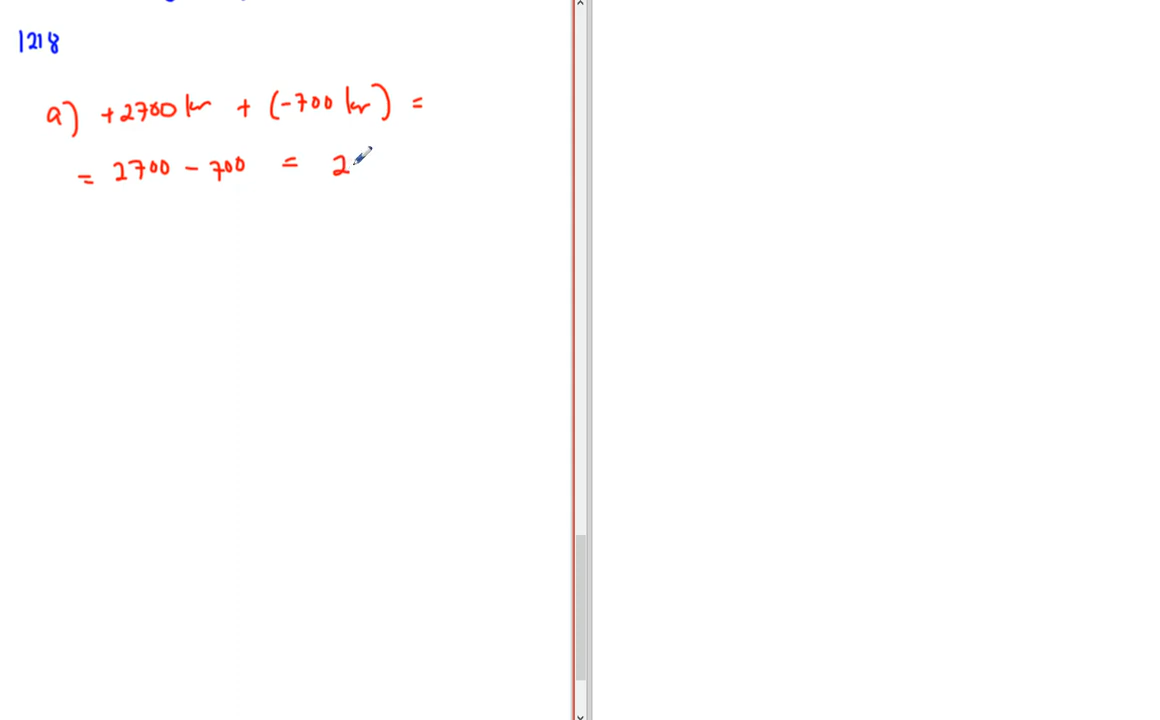 1218
a) +2700 kr + (-700 kr) =
= 2700 - 700 = 2